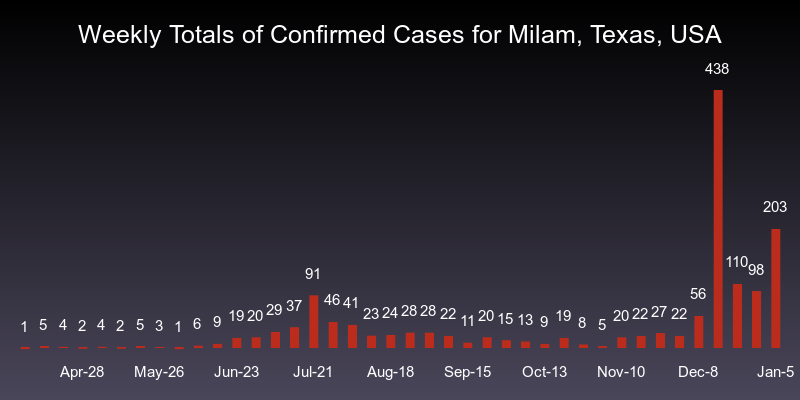 Weekly Totals of Confirmed Cases for Milam, Texas, USA
1 5 4 2 4 2 5 3 1 6 9 19 20 29 37 91 46 41 23 24 28 28 22 11 20 15 13 9 19 8 5 20 22 27 22 56 438 110 98 203
Apr-28 May-26 Jun-23 Jul-21 Aug-18 Sep-15 Oct-13 Nov-10 Dec-8 Jan-5